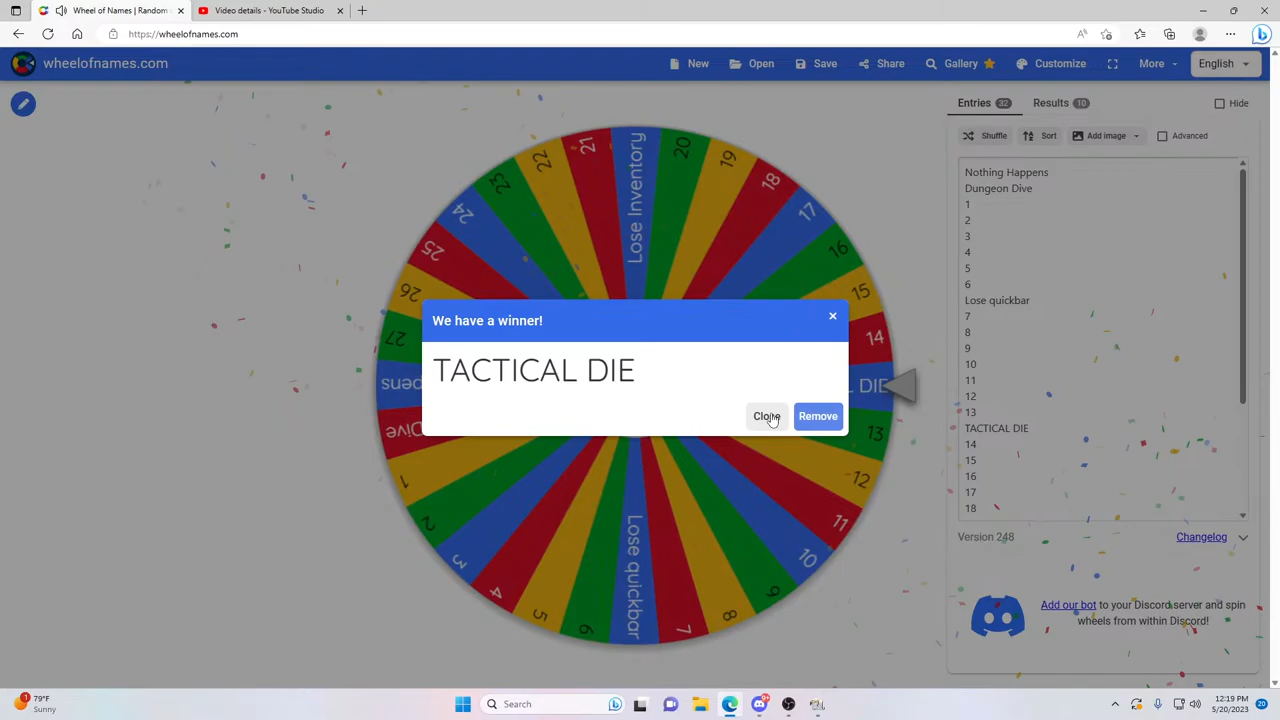 Wheel of Names | Random
Video details - YouTube Studio
https://wheelofnames.com
wheelofnames.com
New
Open
Save
Share
Gallery
Customize
More
English
Entries 32
Results 10
Hide
Shuffle
Sort
Add image
Advanced
Nothing Happens
Dungeon Dive
1
2
3
4
5
6
Lose quickbar
7
8
9
10
11
12
13
TACTICAL DIE
14
15
16
17
18
Version 248
Changelog
Add our bot to your Discord server and spin
wheels from within Discord!
Lose Inventory
20
19
18
17
16
15
14
L DIE
13
12
11
10
9
8
7
Lose quickbar
6
5
4
3
2
1
Dive
pens
27
26
25
24
23
22
21
We have a winner!
TACTICAL DIE
Close
Remove
1
79°F
Sunny
Search
9+
12:19 PM
5/20/2023
20